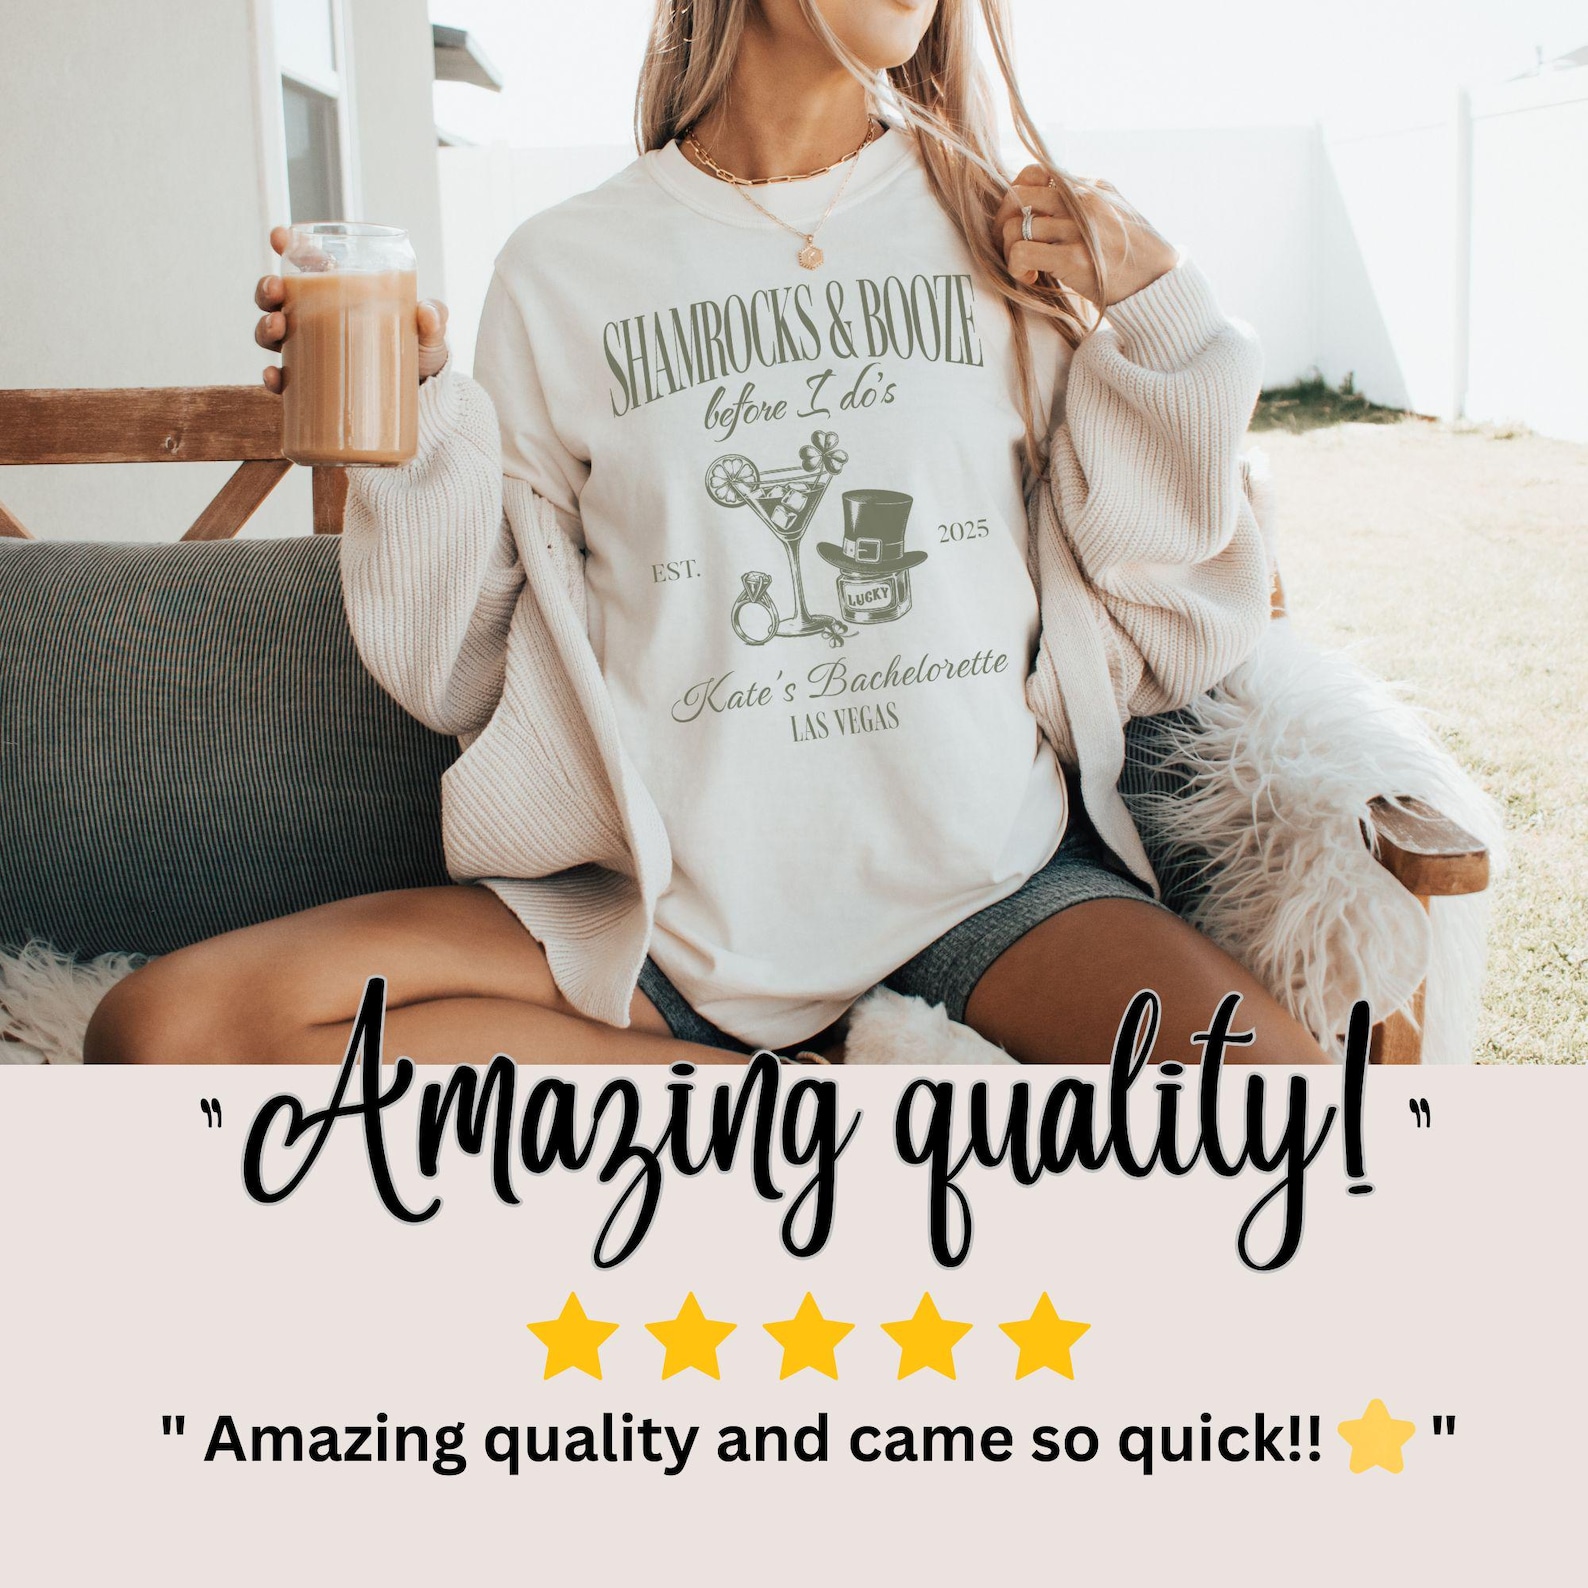 SHAMROCKS & BOOZE
before I do's
EST. 2025
LUCKY
Kate's Bachelorette
LAS VEGAS
" Amazing quality! "
" Amazing quality and came so quick!! ⭐ "